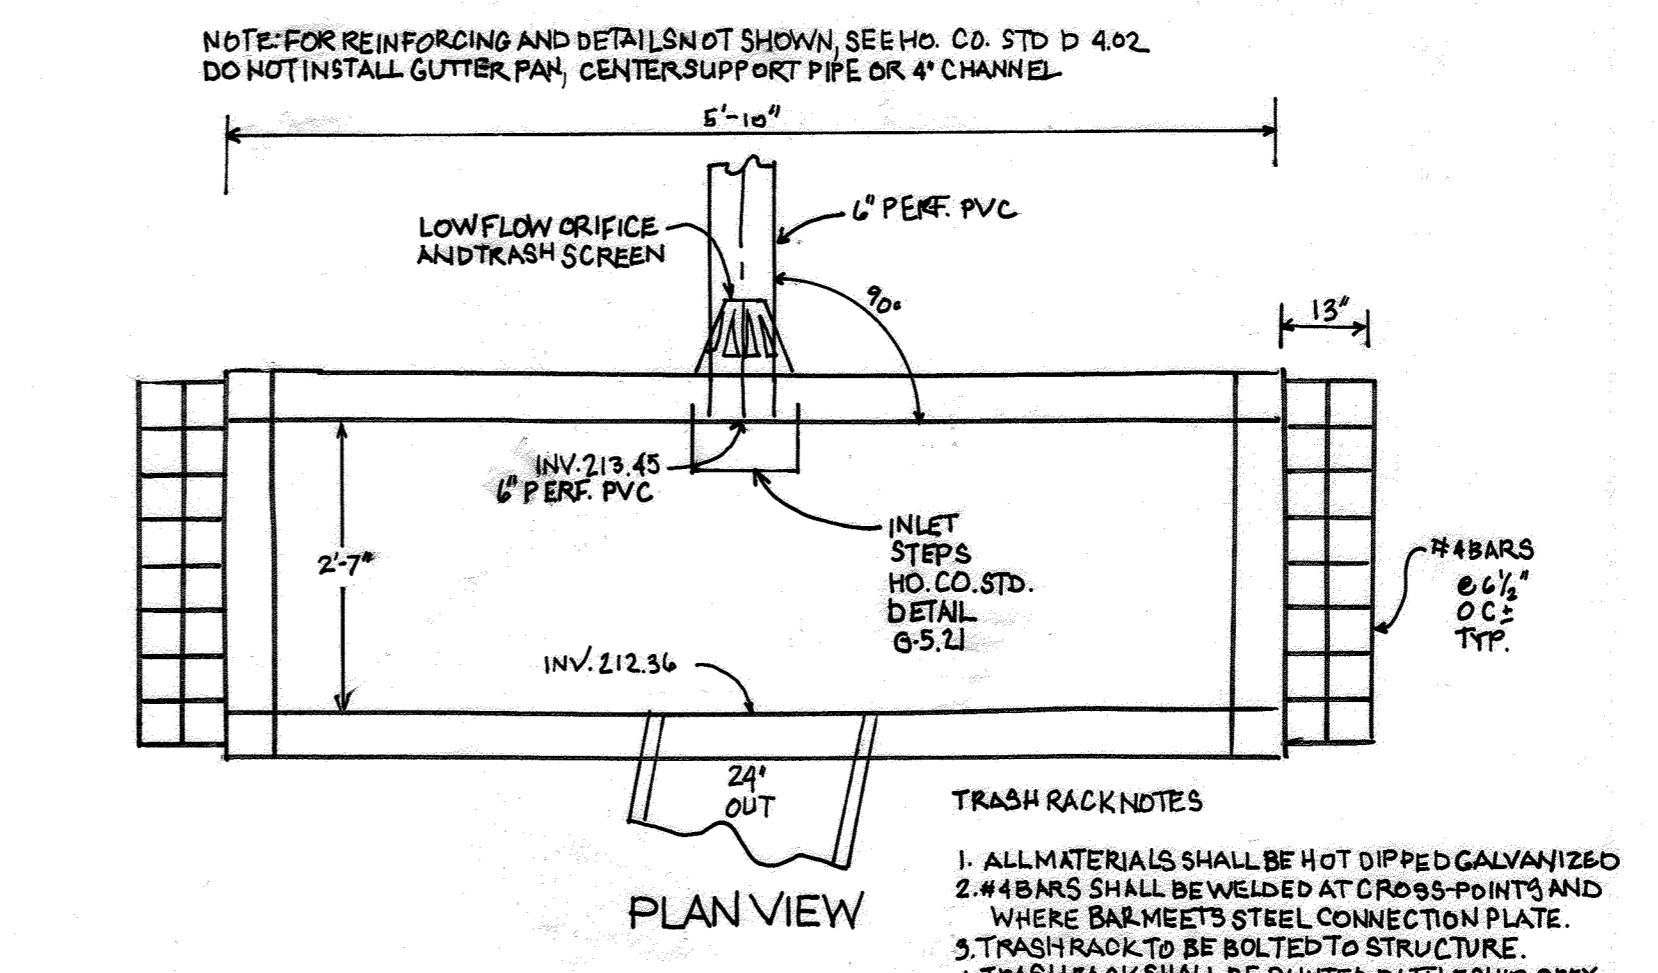 NOTE: FOR REINFORCING AND DETAILS NOT SHOWN, SEE HO. CO. STD D 4.02
DO NOT INSTALL GUTTER PAN, CENTER SUPPORT PIPE OR 4" CHANNEL
5'-10"
6" PERF. PVC
LOW FLOW ORIFICE
AND TRASH SCREEN
90°
13"
INV. 213.45
6" PERF. PVC
2'-7"
INLET
STEPS
HO. CO. STD.
DETAIL
G-5.21
#4 BARS
@ 6 1/2"
O C ±
TYP.
INV. 212.36
24"
OUT
PLAN VIEW
TRASH RACK NOTES
1. ALL MATERIALS SHALL BE HOT DIPPED GALVANIZED
2. #4 BARS SHALL BE WELDED AT CROSS-POINTS AND
WHERE BAR MEETS STEEL CONNECTION PLATE.
3. TRASH RACK TO BE BOLTED TO STRUCTURE.